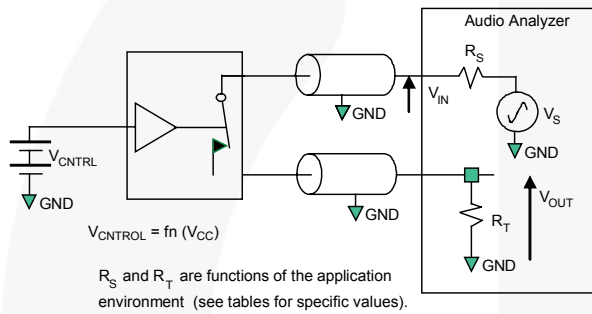 Audio Analyzer
R_S
GND
V_IN
V_S
GND
V_CNTRL
GND
GND
V_OUT
R_T
GND
V_CNTROL = fn (V_CC)
R_S and R_T are functions of the application
environment (see tables for specific values).